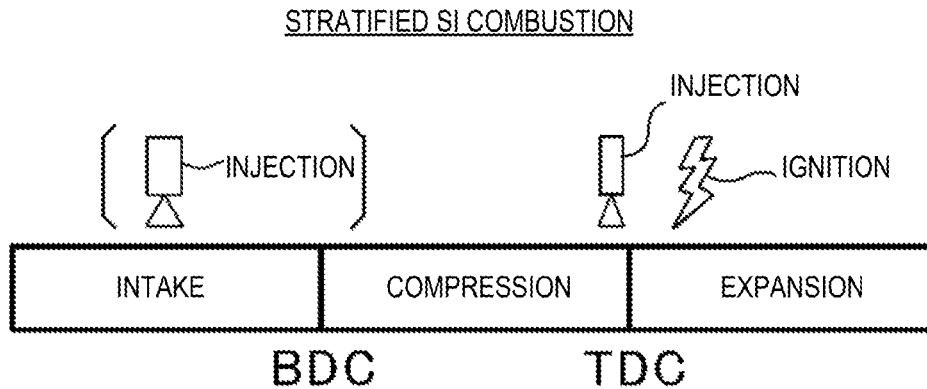 STRATIFIED SI COMBUSTION
INJECTION
INJECTION
IGNITION
INTAKE
COMPRESSION
EXPANSION
BDC
TDC